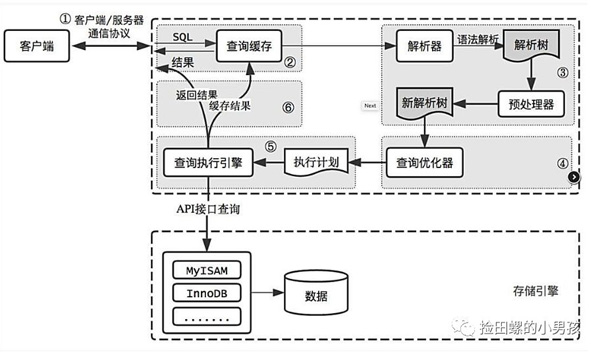 ① 客户端/服务器
通信协议
客户端
SQL
结果
查询缓存
②
解析器
语法解析
解析树
③
预处理器
新解析树
Next
返回结果
缓存结果
⑥
查询执行引擎
⑤
执行计划
查询优化器
④
API接口查询
MyISAM
InnoDB
.......
数据
存储引擎
捡田螺的小男孩